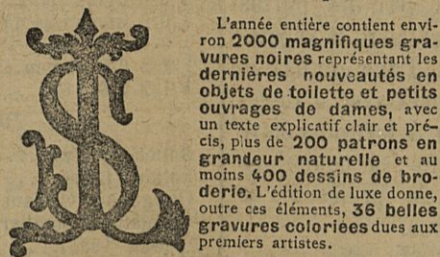 L'année entière contient envi-
ron 2000 magnifiques gra-
vures noires représentant les
dernières nouveautés en
objets de toilette et petits
ouvrages de dames, avec
un texte explicatif clair et pré-
cis, plus de 200 patrons en
grandeur naturelle et au
moins 400 dessins de bro-
derie. L'édition de luxe donne,
outre ces éléments, 36 belles
gravures coloriées dues aux
premiers artistes.